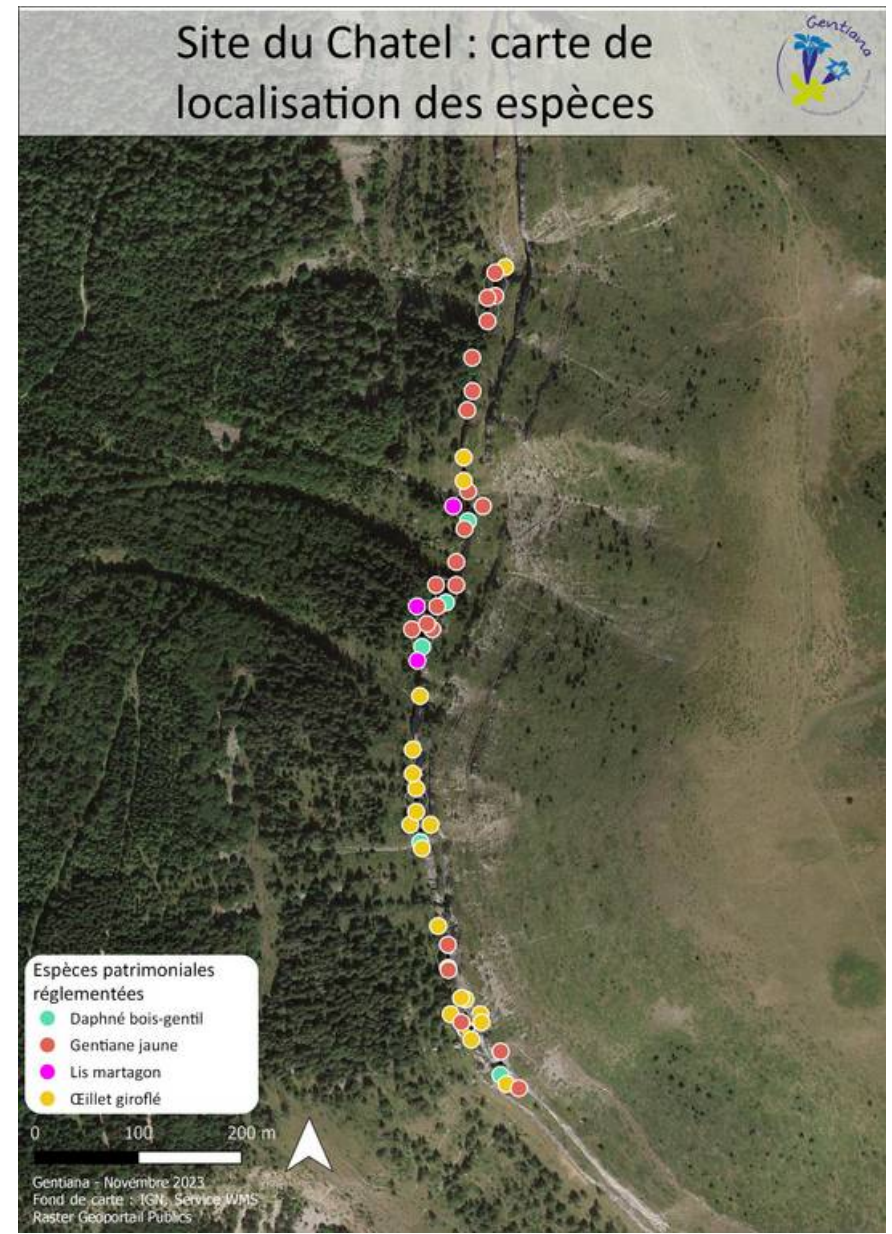 Site du Chatel : carte de
localisation des espèces
Gentiana
Espèces patrimoniales
réglementées
Daphné bois-gentil
Gentiane jaune
Lis martagon
Œillet giroflé
0 100 200 m
Gentiana - Novembre 2023
Fond de carte : IGN, Service WMS
Raster Géoportail Publics